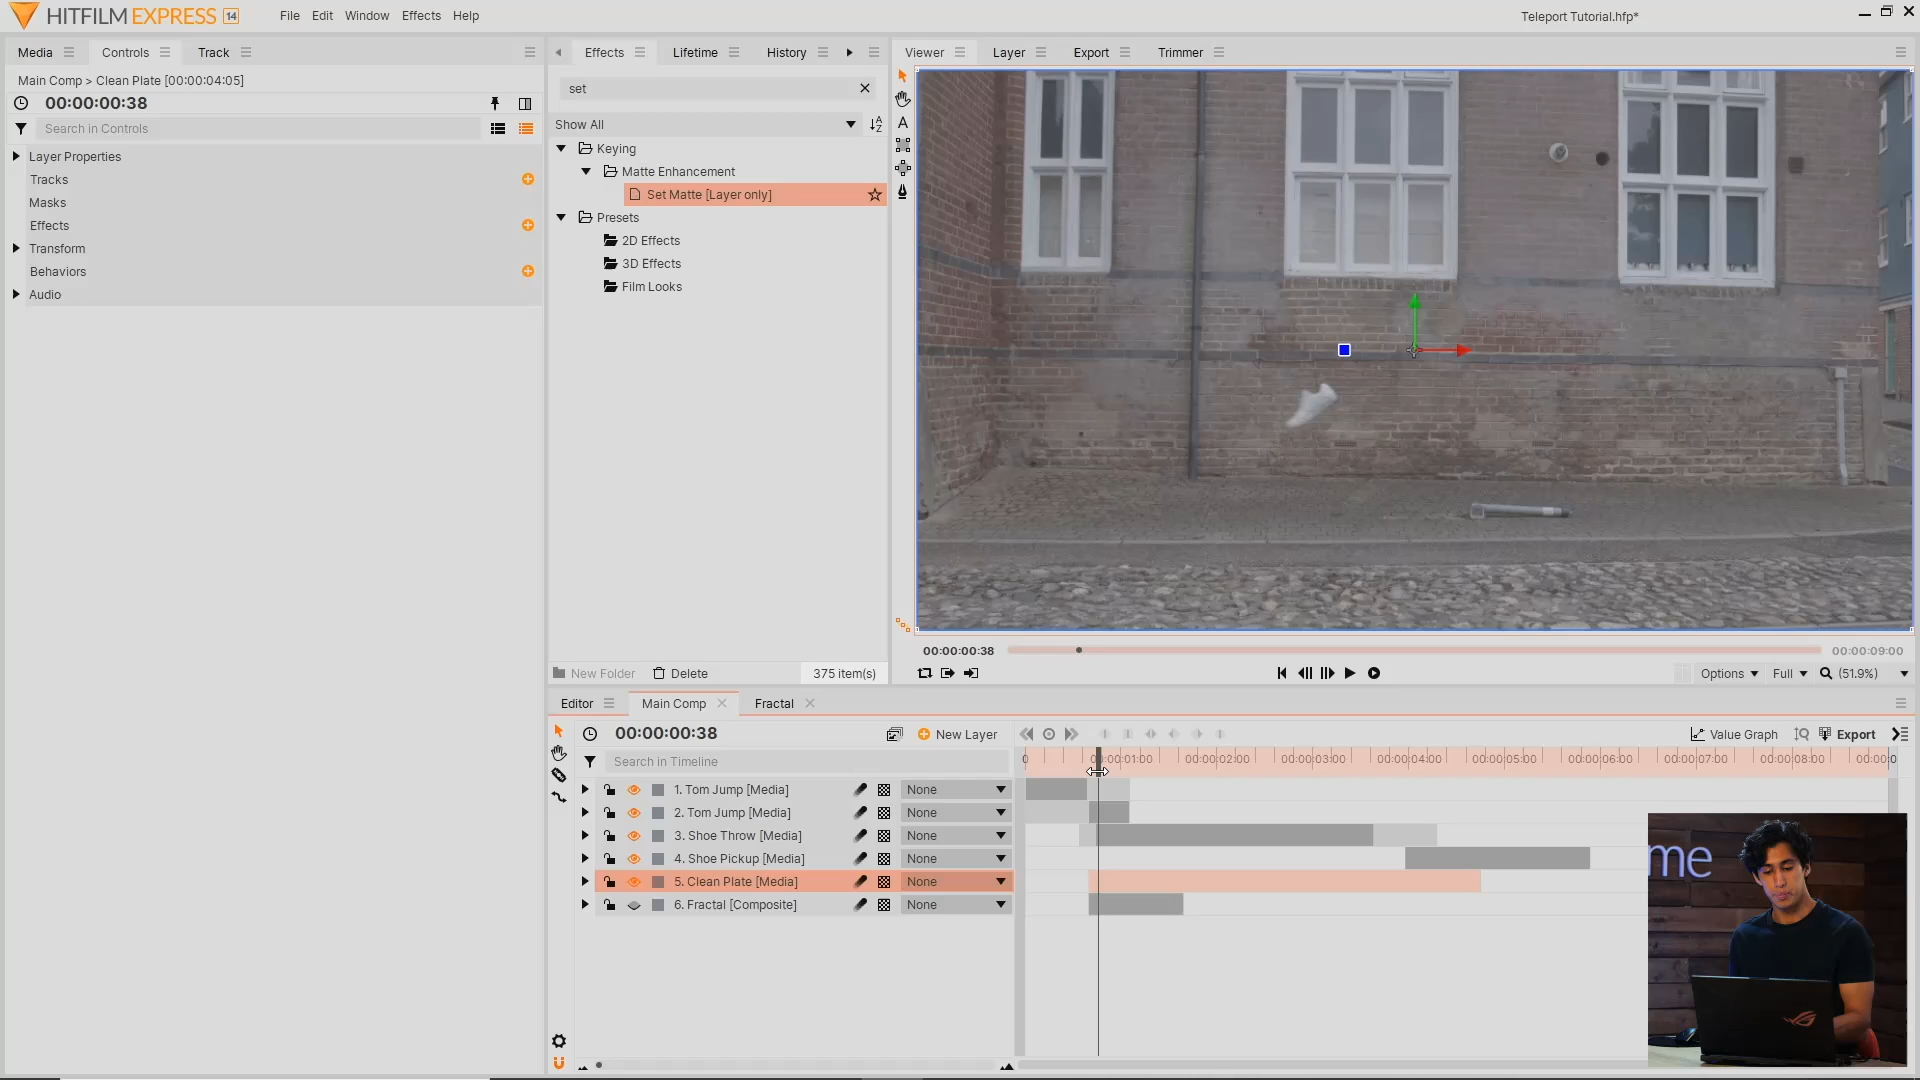 HITFILM EXPRESS 14
File Edit Window Effects Help
Teleport Tutorial.hfp*
Media Controls Track
Main Comp > Clean Plate [00:00:04:05]
00:00:00:38
Search in Controls
Layer Properties
Tracks
Masks
Effects
Transform
Behaviors
Audio
Effects Lifetime History
set
Show All
Keying
Matte Enhancement
Set Matte [Layer only]
Presets
2D Effects
3D Effects
Film Looks
New Folder Delete 375 item(s)
Viewer Layer Export Trimmer
A
00:00:00:38 00:00:09:00
Options Full (51.9%)
Editor Main Comp Fractal
00:00:00:38 New Layer Value Graph Export
Search in Timeline
0 00:00:01:00 00:00:02:00 00:00:03:00 00:00:04:00 00:00:05:00 00:00:06:00 00:00:07:00 00:00:08:00 00:00:0
1. Tom Jump [Media] None
2. Tom Jump [Media] None
3. Shoe Throw [Media] None
4. Shoe Pickup [Media] None
5. Clean Plate [Media] None
6. Fractal [Composite] None
me